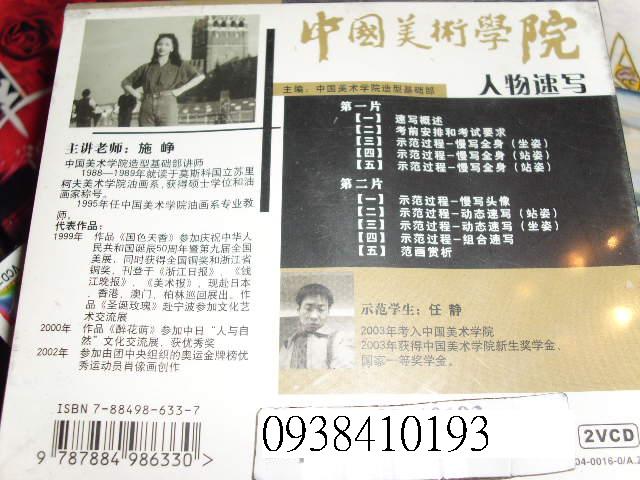 中國美術學院
主编：中国美术学院造型基础部
人物速写
第一片
【一】 速写概述
【二】 考前安排和考试要求
【三】 示范过程–慢写全身（坐姿）
【四】 示范过程–慢写全身（站姿）
【五】 示范过程–慢写全身（站姿）
第二片
【一】 示范过程–慢写头像
【二】 示范过程–动态速写（站姿）
【三】 示范过程–动态速写（坐姿）
【四】 示范过程–组合速写
【五】 范画赏析
主讲老师：施 峥
中国美术学院造型基础部讲师
1988—1989年就读于莫斯科国立苏里
柯夫美术学院油画系,获得硕士学位和油
画家称号。
1995年任中国美术学院油画系专业教
师。
代表作品：
1999年 作品《国色天香》参加庆祝中华人
民共和国诞辰50周年暨第九届全国
美展，同时获得全国铜奖和浙江省
铜奖，刊登于《浙江日报》、《钱
江晚报》、《美术报》，现赴日本
、香港、澳门、柏林巡回展出。作
品《圣诞玫瑰》赴宁波参加文化艺
术交流展
2000年 作品《醉花荫》参加中日“人与自
然”文化交流展、获优秀奖
2002年 参加由团中央组织的奥运金牌榜优
秀运动员肖像画创作
示范学生：任 静
2003年考入中国美术学院
2003年获得中国美术学院新生奖学金、
国家一等奖学金。
ISBN 7-88498-633-7
9 787884 986330 >
0938410193
2VCD
04-0016-0/A.